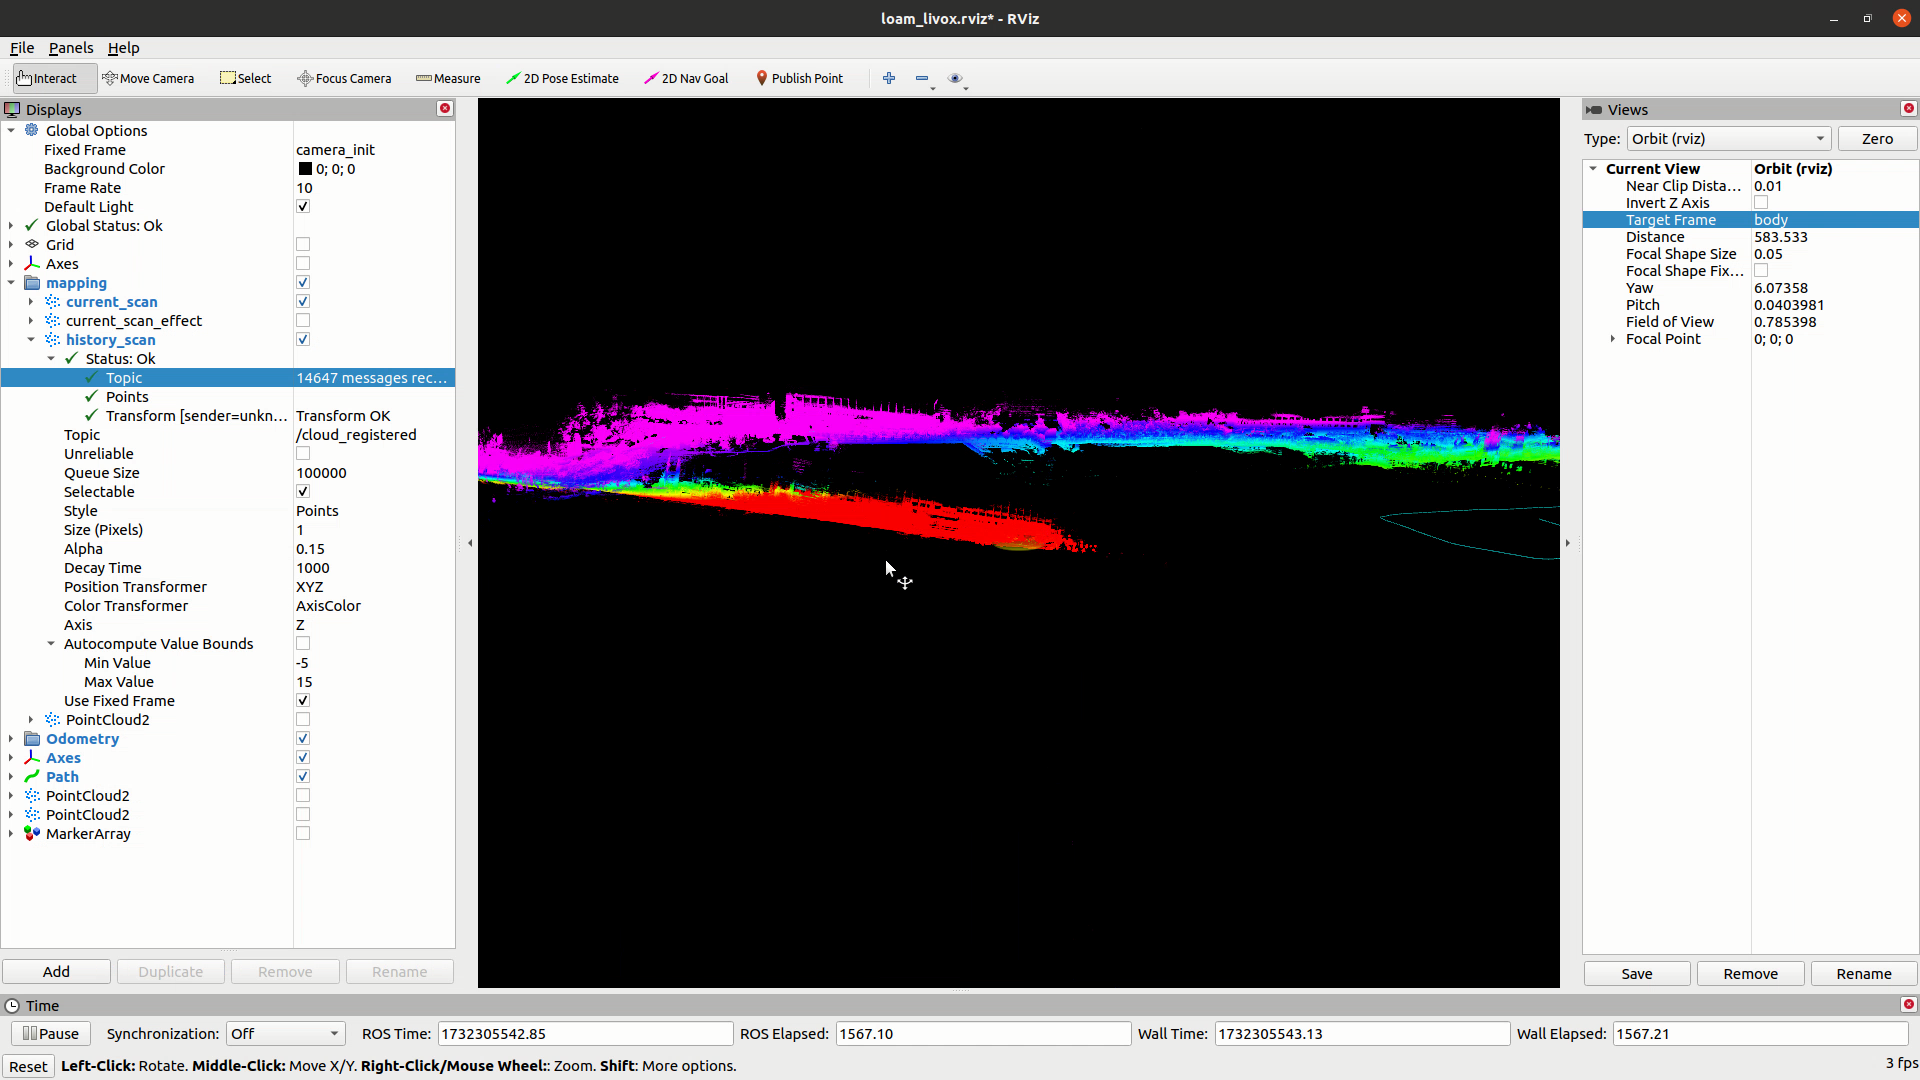 loam_livox.rviz* - RViz
File Panels Help
Interact Move Camera Select Focus Camera Measure 2D Pose Estimate 2D Nav Goal Publish Point
Displays
Global Options
Fixed Frame camera_init
Background Color 0; 0; 0
Frame Rate 10
Default Light
Global Status: Ok
Grid
Axes
mapping
current_scan
current_scan_effect
history_scan
Status: Ok
Topic 14647 messages rec...
Points
Transform [sender=unkn... Transform OK
Topic /cloud_registered
Unreliable
Queue Size 100000
Selectable
Style Points
Size (Pixels) 1
Alpha 0.15
Decay Time 1000
Position Transformer XYZ
Color Transformer AxisColor
Axis Z
Autocompute Value Bounds
Min Value -5
Max Value 15
Use Fixed Frame
PointCloud2
Odometry
Axes
Path
PointCloud2
PointCloud2
MarkerArray
Add Duplicate Remove Rename
Views
Type: Orbit (rviz) Zero
Current View Orbit (rviz)
Near Clip Dista... 0.01
Invert Z Axis
Target Frame body
Distance 583.533
Focal Shape Size 0.05
Focal Shape Fix...
Yaw 6.07358
Pitch 0.0403981
Field of View 0.785398
Focal Point 0; 0; 0
Save Remove Rename
Time
Pause Synchronization: Off ROS Time: 1732305542.85 ROS Elapsed: 1567.10 Wall Time: 1732305543.13 Wall Elapsed: 1567.21
Reset Left-Click: Rotate. Middle-Click: Move X/Y. Right-Click/Mouse Wheel:: Zoom. Shift: More options. 3 fps